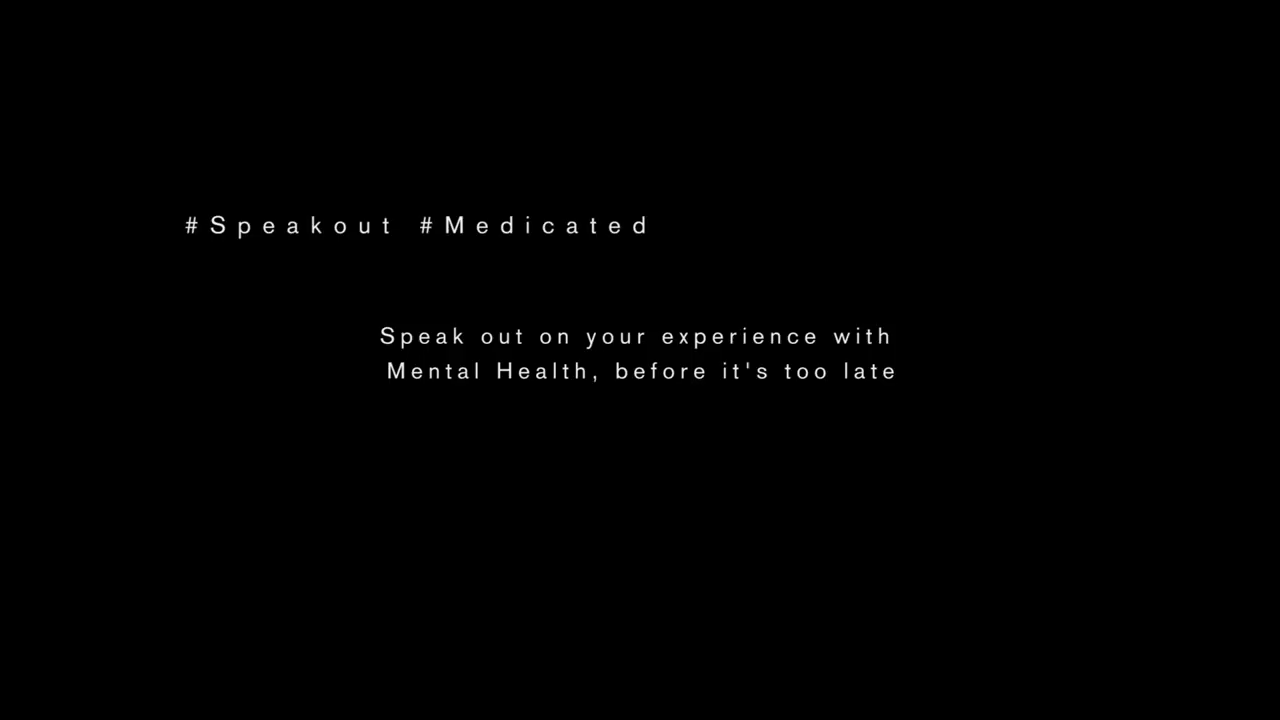 #Speakout #Medicated
Speak out on your experience with
Mental Health, before it's too late